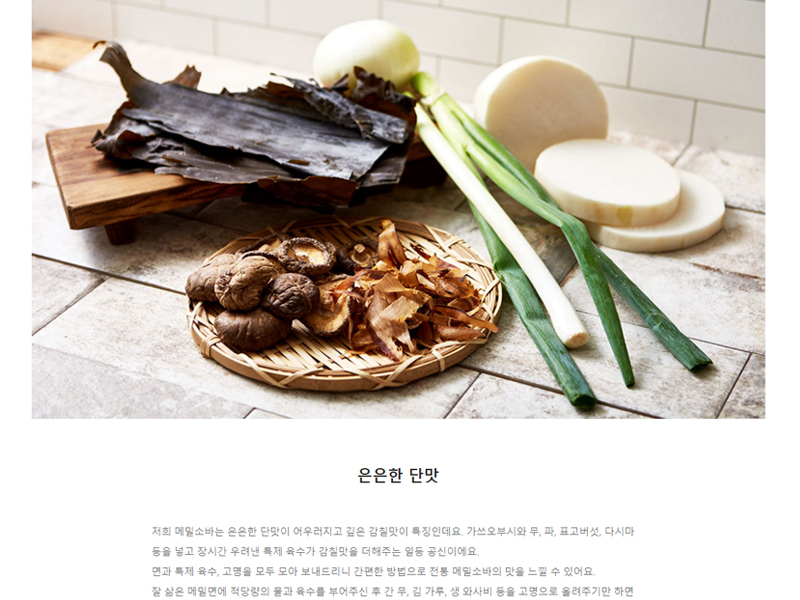 은은한 단맛
저희 메밀소바는 은은한 단맛이 어우러지고 깊은 감칠맛이 특징인데요. 가쓰오부시와 무, 파, 표고버섯, 다시마
등을 넣고 장시간 우려낸 특제 육수가 감칠맛을 더해주는 일등 공신이에요.
면과 특제 육수, 고명을 모두 모아 보내드리니 간편한 방법으로 전통 메밀소바의 맛을 느낄 수 있어요.
잘 삶은 메밀면에 적당량의 물과 육수를 부어주신 후 간 무, 김 가루, 생 와사비 등을 고명으로 올려주기만 하면